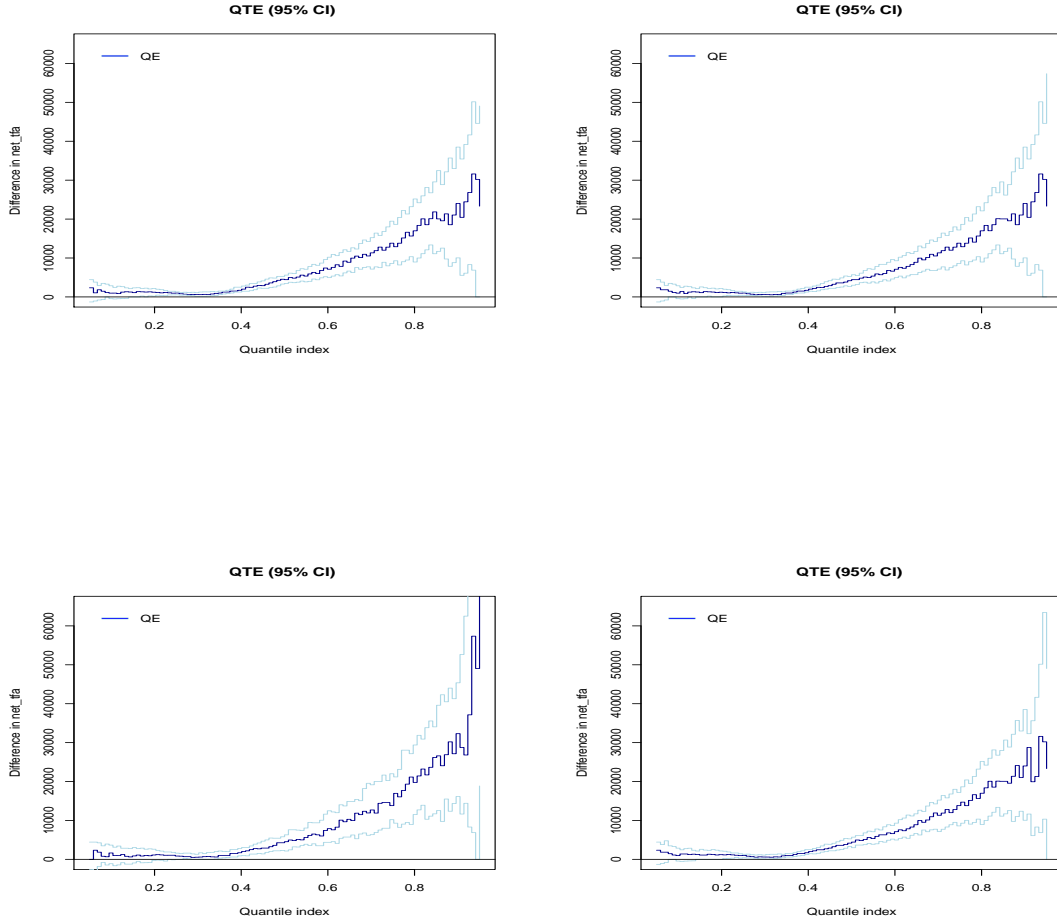 QTE (95% CI)
QE
Difference in net_tfa
0
10000
20000
30000
40000
50000
60000
0.2 0.4 0.6 0.8
Quantile index
QTE (95% CI)
QE
Difference in net_tfa
0
10000
20000
30000
40000
50000
60000
0.2 0.4 0.6 0.8
Quantile index
QTE (95% CI)
QE
Difference in net_tfa
0
10000
20000
30000
40000
50000
60000
0.2 0.4 0.6 0.8
Quantile index
QTE (95% CI)
QE
Difference in net_tfa
0
10000
20000
30000
40000
50000
60000
0.2 0.4 0.6 0.8
Quantile index